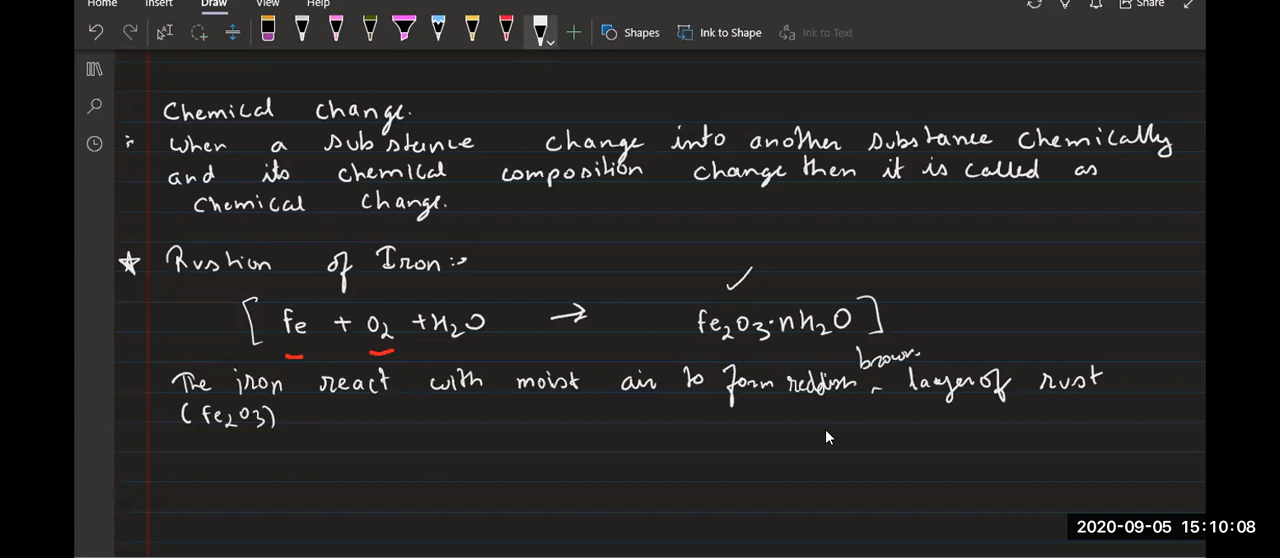 Home Insert Draw View Help
Share
Shapes Ink to Shape Ink to Text
Chemical change.
when a substance change into another substance chemically
and its chemical composition change then it is called as
chemical change.
Rustion of Iron:-
[ Fe + O2 + H2O → Fe2O3·nH2O ]
brown
The iron react with moist air to form reddish ^ layer of rust
(Fe2O3)
2020-09-05 15:10:08